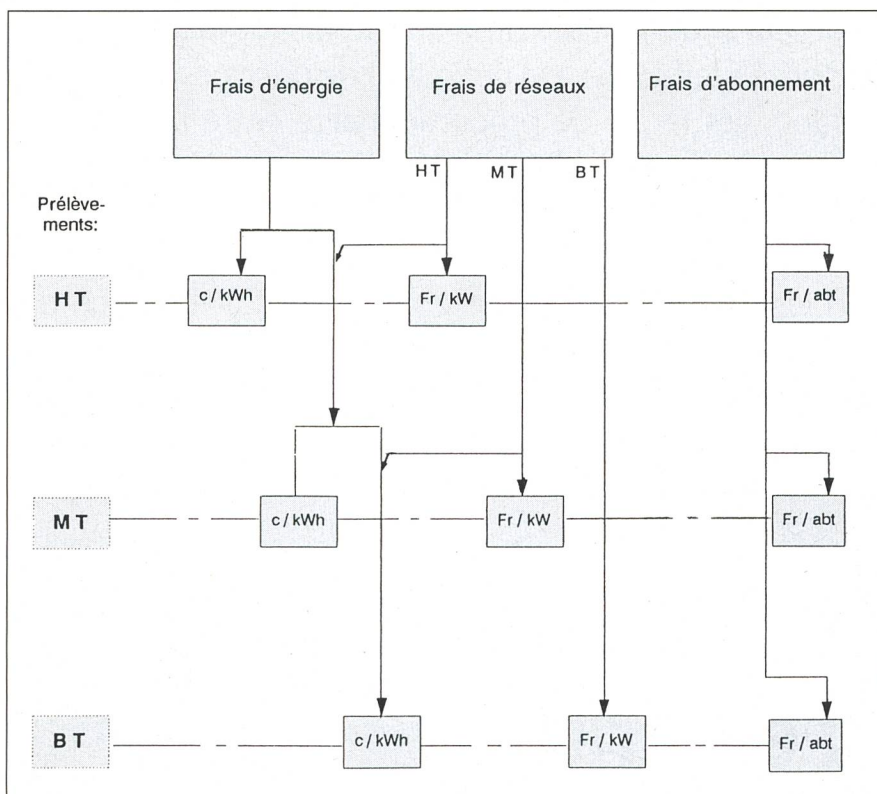 Frais d'énergie
Frais de réseaux
Frais d'abonnement
HT
MT
BT
Prélève-
ments:
HT
c / kWh
Fr / kW
Fr / abt
MT
c / kWh
Fr / kW
Fr / abt
BT
c / kWh
Fr / kW
Fr / abt